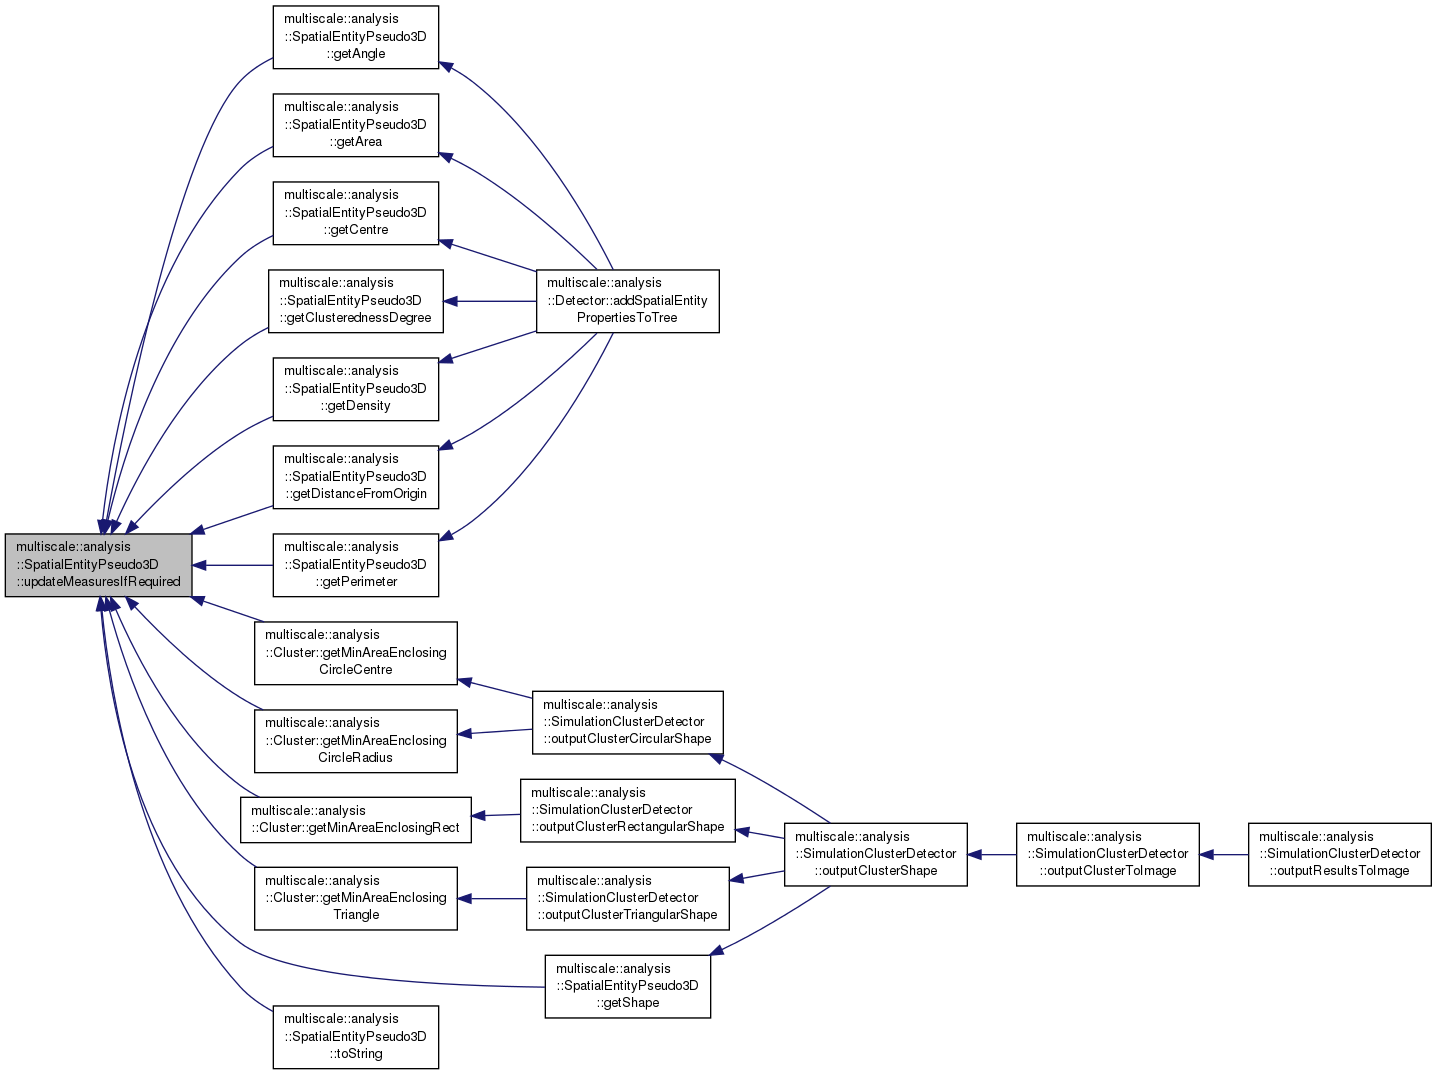 multiscale::analysis
::SpatialEntityPseudo3D
::getAngle
multiscale::analysis
::SpatialEntityPseudo3D
::getArea
multiscale::analysis
::SpatialEntityPseudo3D
::getCentre
multiscale::analysis
::SpatialEntityPseudo3D
::getClusterednessDegree
multiscale::analysis
::Detector::addSpatialEntity
PropertiesToTree
multiscale::analysis
::SpatialEntityPseudo3D
::getDensity
multiscale::analysis
::SpatialEntityPseudo3D
::getDistanceFromOrigin
multiscale::analysis
::SpatialEntityPseudo3D
::updateMeasuresIfRequired
multiscale::analysis
::SpatialEntityPseudo3D
::getPerimeter
multiscale::analysis
::Cluster::getMinAreaEnclosing
CircleCentre
multiscale::analysis
::Cluster::getMinAreaEnclosing
CircleRadius
multiscale::analysis
::SimulationClusterDetector
::outputClusterCircularShape
multiscale::analysis
::Cluster::getMinAreaEnclosingRect
multiscale::analysis
::SimulationClusterDetector
::outputClusterRectangularShape
multiscale::analysis
::Cluster::getMinAreaEnclosing
Triangle
multiscale::analysis
::SimulationClusterDetector
::outputClusterTriangularShape
multiscale::analysis
::SimulationClusterDetector
::outputClusterShape
multiscale::analysis
::SimulationClusterDetector
::outputClusterToImage
multiscale::analysis
::SimulationClusterDetector
::outputResultsToImage
multiscale::analysis
::SpatialEntityPseudo3D
::getShape
multiscale::analysis
::SpatialEntityPseudo3D
::toString